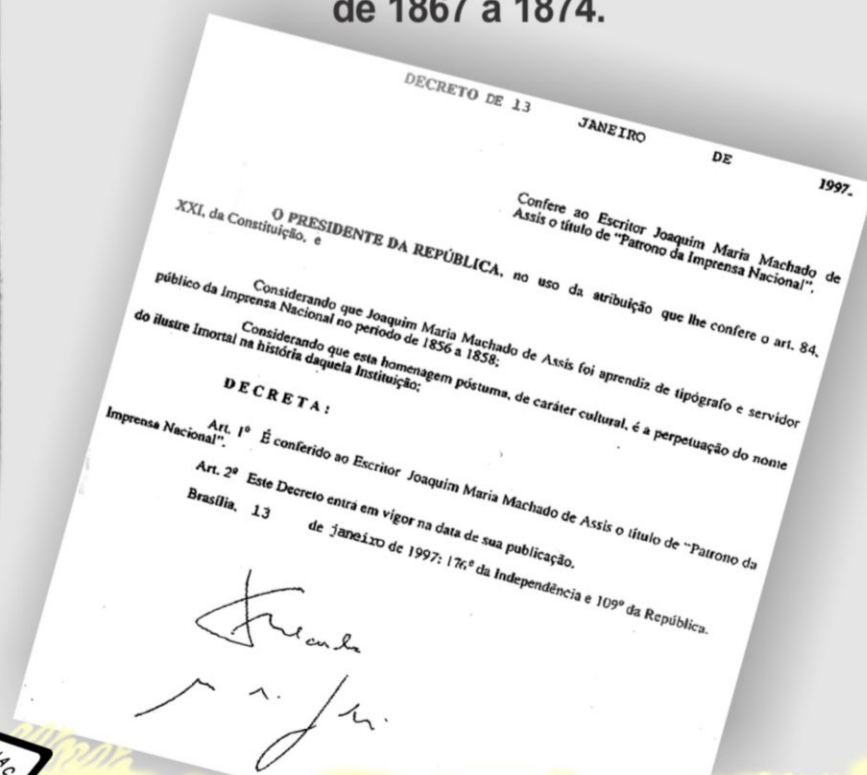 de 1867 a 1874.
DECRETO DE 13 JANEIRO DE 1997.
Confere ao Escritor Joaquim Maria Machado de
Assis o título de "Patrono da Imprensa Nacional".
O PRESIDENTE DA REPÚBLICA, no uso da atribuição que lhe confere o art. 84,
XXI, da Constituição, e
Considerando que Joaquim Maria Machado de Assis foi aprendiz de tipógrafo e servidor
público da Imprensa Nacional no período de 1856 a 1858;
Considerando que esta homenagem póstuma, de caráter cultural, é a perpetuação do nome
do ilustre Imortal na história daquela Instituição;
DECRETA:
Art. 1º É conferido ao Escritor Joaquim Maria Machado de Assis o título de "Patrono da
Imprensa Nacional".
Art. 2º Este Decreto entra em vigor na data de sua publicação.
Brasília, 13 de janeiro de 1997; 176º da Independência e 109º da República.